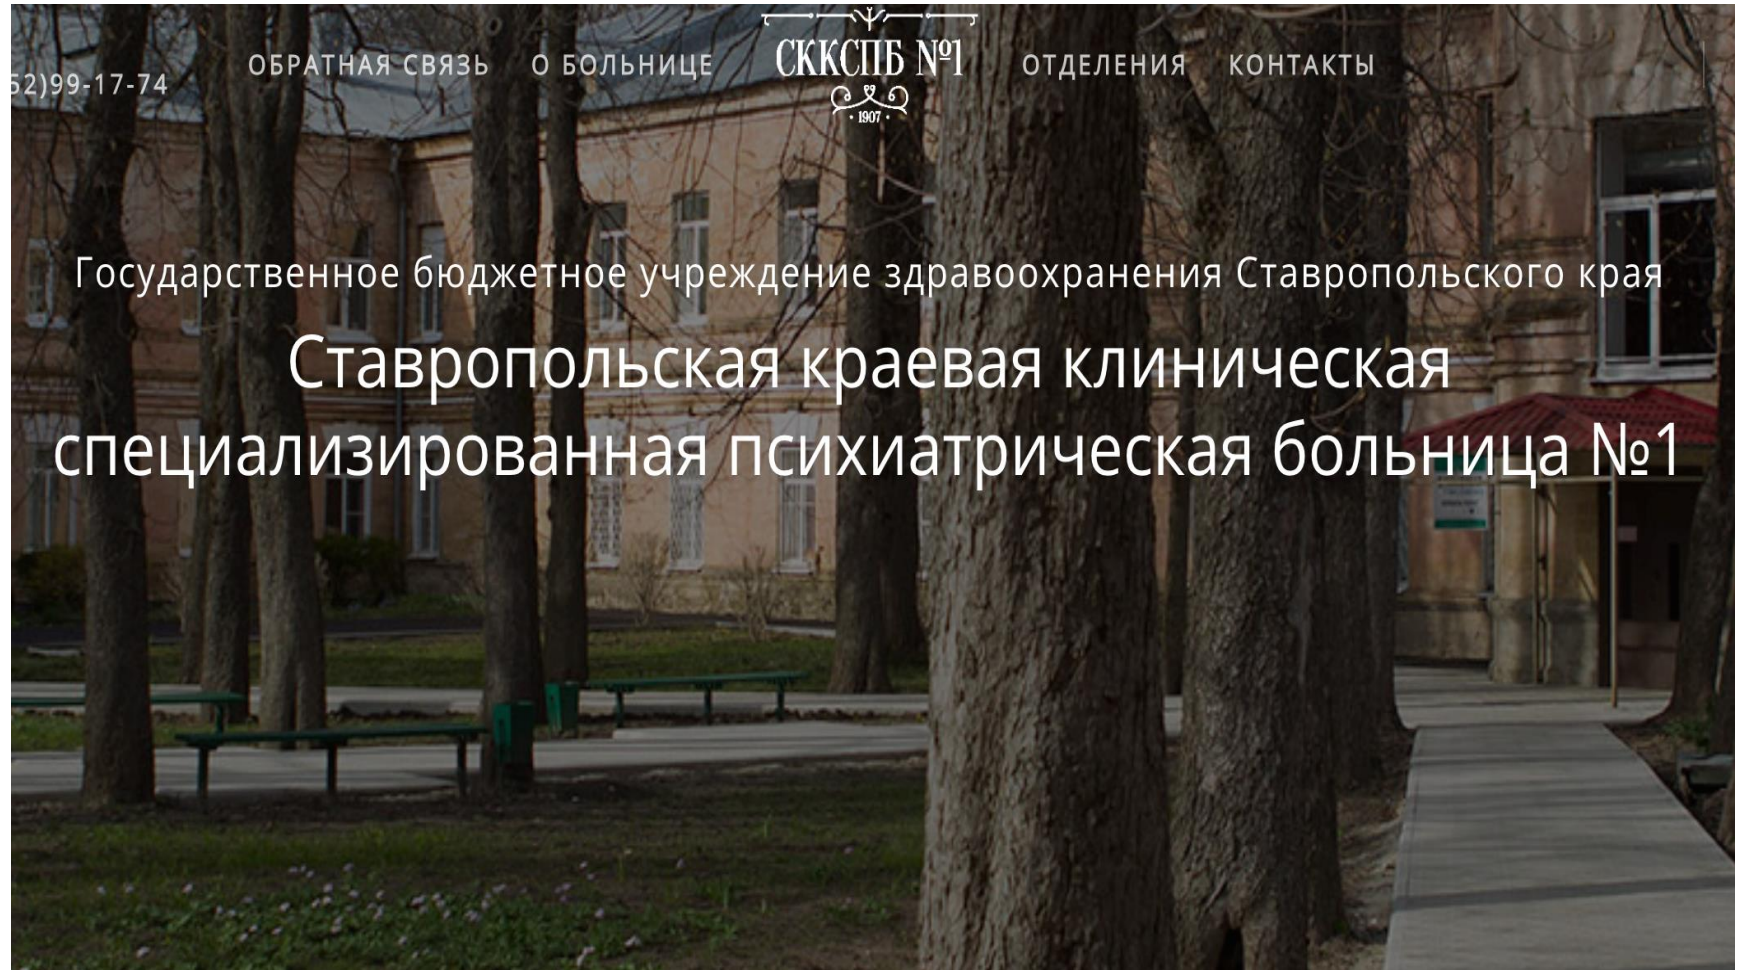 52)99-17-74
ОБРАТНАЯ СВЯЗЬ О БОЛЬНИЦЕ
СККСПБ №1
· 1907 ·
ОТДЕЛЕНИЯ КОНТАКТЫ
Государственное бюджетное учреждение здравоохранения Ставропольского края
Ставропольская краевая клиническая
специализированная психиатрическая больница №1